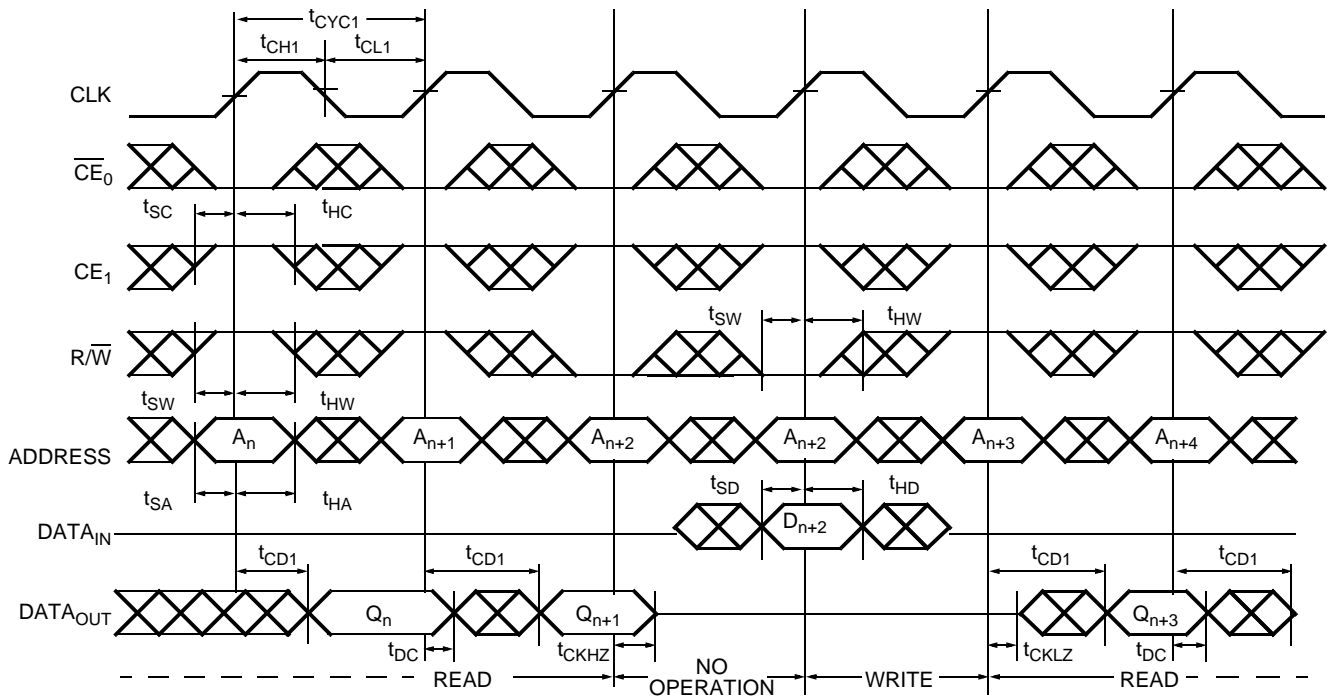 tCYC1
tCH1 tCL1
CLK
CE0
tSC tHC
CE1
tSW tHW
R/W
tSW tHW
An An+1 An+2 An+2 An+3 An+4
ADDRESS
tSA tHA tSD tHD
DATAIN Dn+2
tCD1 tCD1 tCD1 tCD1
DATAOUT Qn Qn+1 Qn+3
tDC tCKHZ tCKLZ tDC
READ NO OPERATION WRITE READ